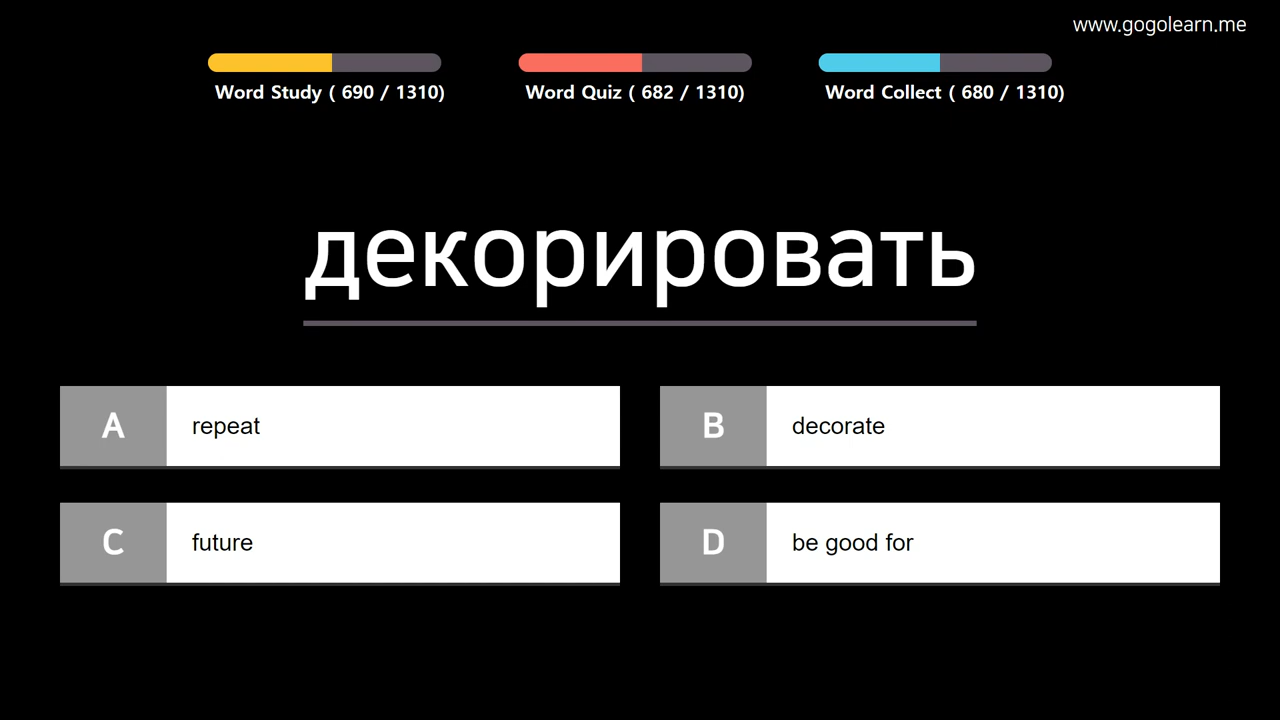 www.gogolearn.me
Word Study ( 690 / 1310)
Word Quiz ( 682 / 1310)
Word Collect ( 680 / 1310)
декорировать
A repeat
B decorate
C future
D be good for